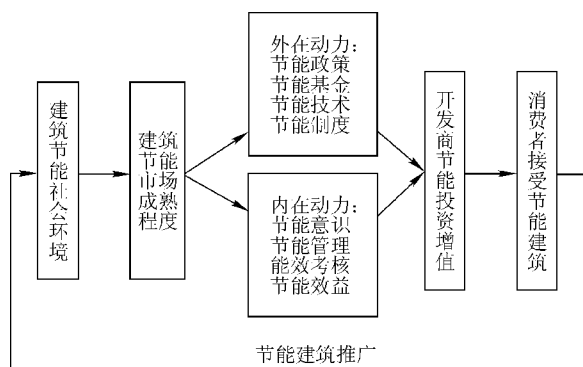 建筑节能社会环境
建筑
节能
市场
成熟
程度
外在动力：
节能政策
节能基金
节能技术
节能制度
内在动力：
节能意识
节能管理
能效考核
节能效益
开发商节能投资增值
消费者接受节能建筑
节能建筑推广